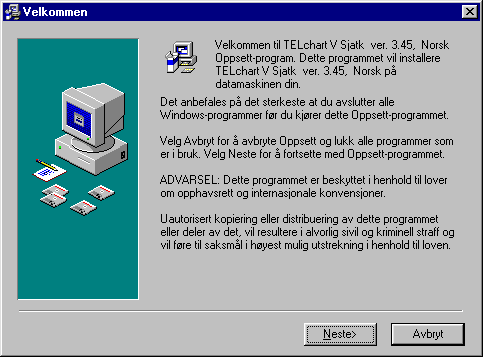 Velkommen
Velkommen til TELchart V Sjatk ver. 3.45, Norsk
Oppset-program. Dette programmet vil installere
TELchart V Sjatk ver. 3.45, Norsk på
datamaskinen din.
Det anbefales på det sterkeste at du avslutter alle
Windows-programmer før du kjører dette Oppsett-programmet.
Velg Avbryt for å avbryte Oppsett og lukk alle programmer som
er i bruk. Velg Neste for å fortsette med Oppsett-programmet.
ADVARSEL: Dette programmet er beskyttet i henhold til lover
om opphavsrett og internasjonale konvensjoner.
Uautorisert kopiering eller distribuering av dette programmet
eller deler av det, vil resultere i alvorlig sivil og kriminell straff og
vil føre til saksmål i høyest mulig utstrekning i henhold til loven.
Neste>
Avbryt